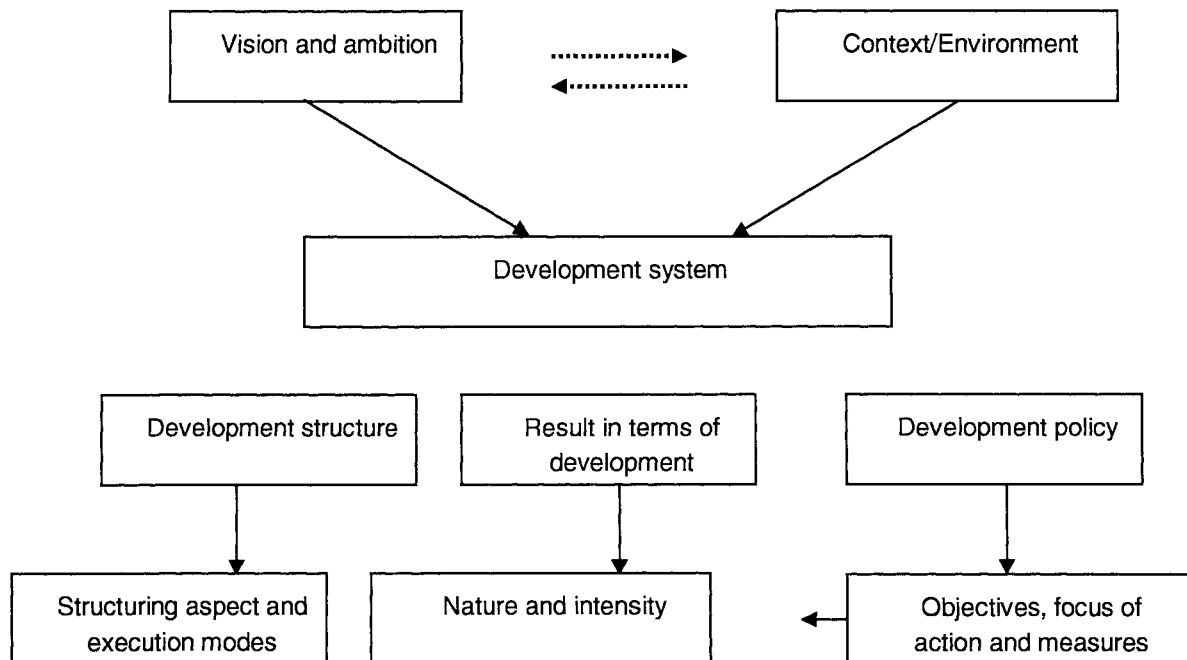 Vision and ambition
Context/Environment
Development system
Development structure
Result in terms of
development
Development policy
Structuring aspect and
execution modes
Nature and intensity
Objectives, focus of
action and measures